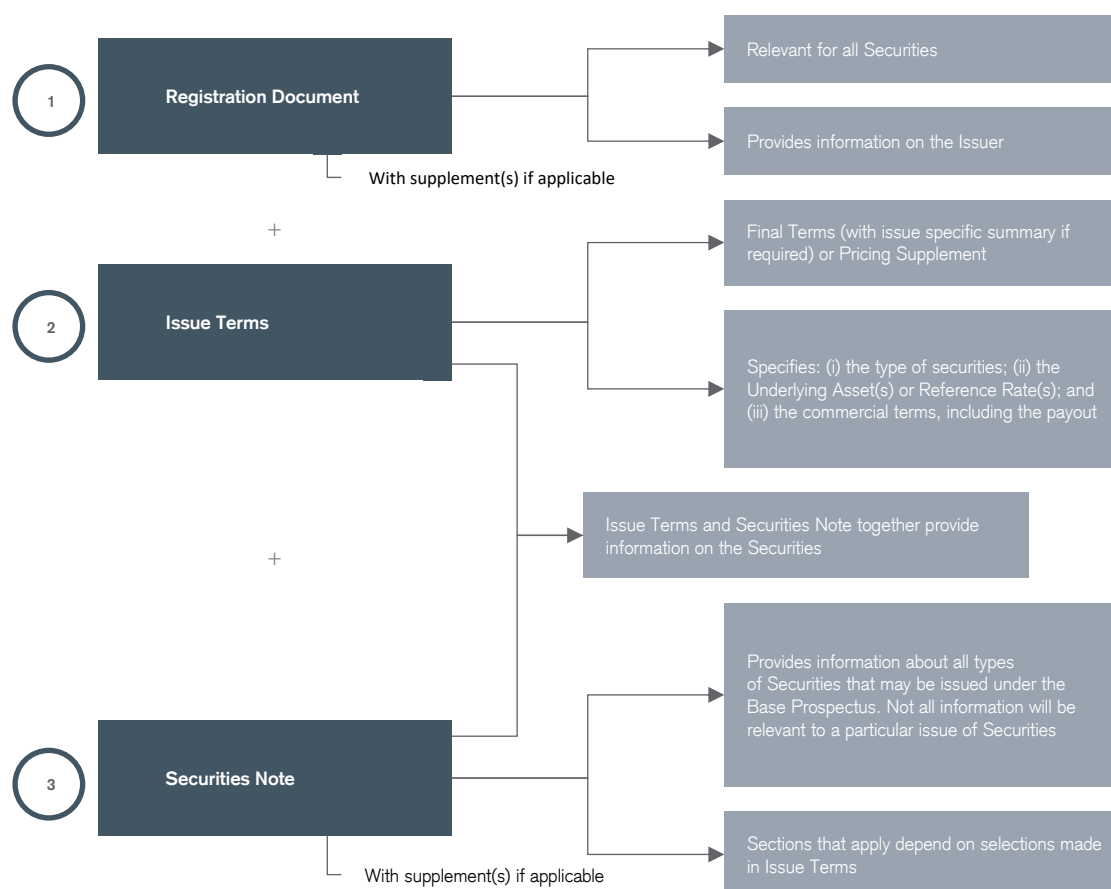 1
Registration Document
With supplement(s) if applicable
Relevant for all Securities
Provides information on the Issuer
+
2
Issue Terms
Final Terms (with issue specific summary if
required) or Pricing Supplement
Specifies: (i) the type of securities; (ii) the
Underlying Asset(s) or Reference Rate(s); and
(iii) the commercial terms, including the payout
Issue Terms and Securities Note together provide
information on the Securities
+
3
Securities Note
With supplement(s) if applicable
Provides information about all types
of Securities that may be issued under the
Base Prospectus. Not all information will be
relevant to a particular issue of Securities
Sections that apply depend on selections made
in Issue Terms